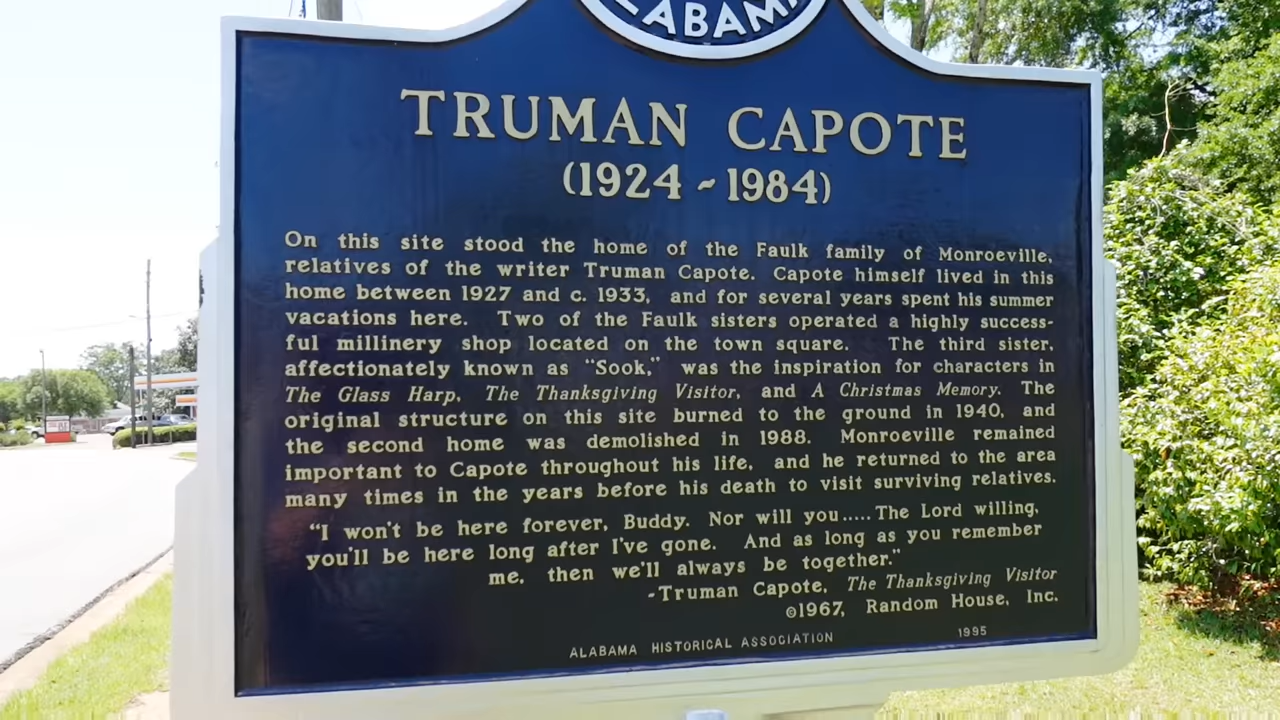 ALABAMA
TRUMAN CAPOTE
(1924 ~ 1984)
On this site stood the home of the Faulk family of Monroeville,
relatives of the writer Truman Capote. Capote himself lived in this
home between 1927 and c. 1933, and for several years spent his summer
vacations here. Two of the Faulk sisters operated a highly success-
ful millinery shop located on the town square. The third sister,
affectionately known as "Sook," was the inspiration for characters in
The Glass Harp, The Thanksgiving Visitor, and A Christmas Memory. The
original structure on this site burned to the ground in 1940, and
the second home was demolished in 1988. Monroeville remained
important to Capote throughout his life, and he returned to the area
many times in the years before his death to visit surviving relatives.
"I won't be here forever, Buddy. Nor will you.....The Lord willing,
you'll be here long after I've gone. And as long as you remember
me, then we'll always be together."
-Truman Capote, The Thanksgiving Visitor
©1967, Random House, Inc.
ALABAMA HISTORICAL ASSOCIATION 1995